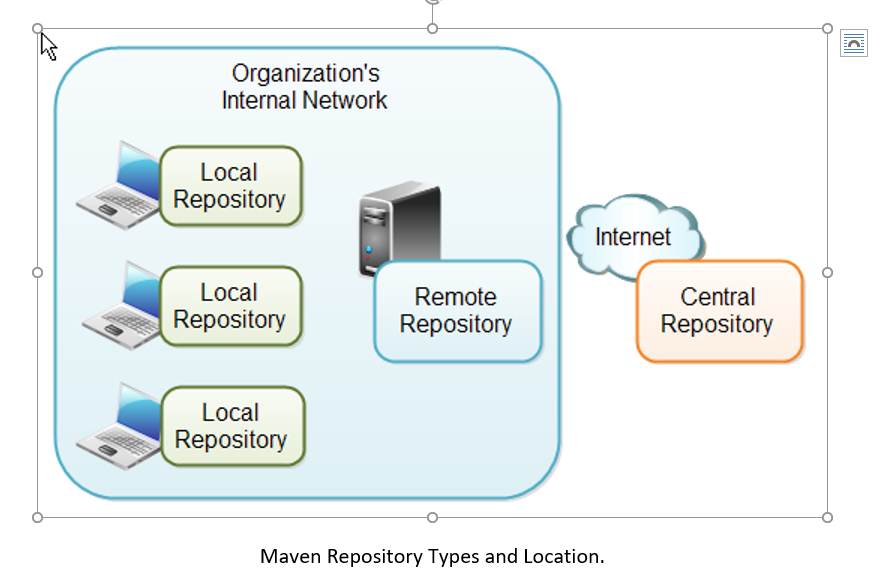 Organization's
Internal Network
Local
Repository
Local
Repository
Local
Repository
Remote
Repository
Internet
Central
Repository
Maven Repository Types and Location.